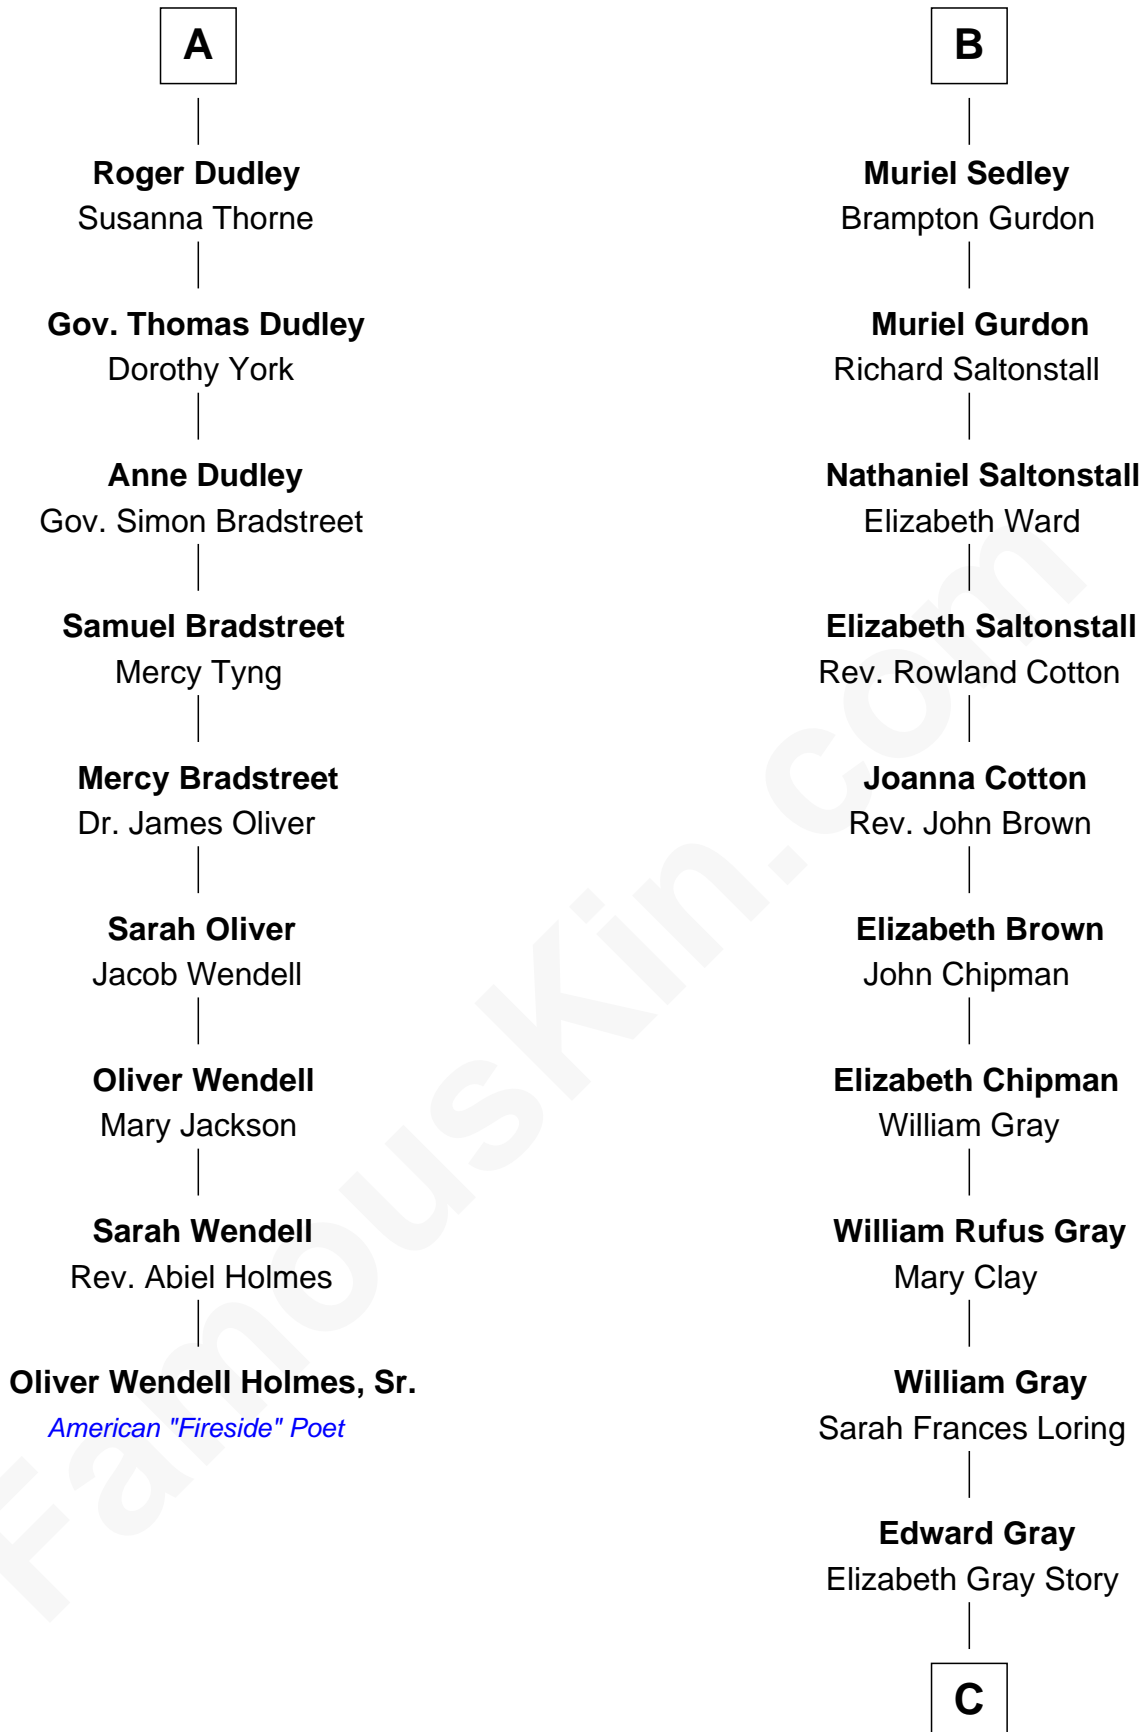 A
Roger Dudley
Susanna Thorne
Gov. Thomas Dudley
Dorothy York
Anne Dudley
Gov. Simon Bradstreet
Samuel Bradstreet
Mercy Tyng
Mercy Bradstreet
Dr. James Oliver
Sarah Oliver
Jacob Wendell
Oliver Wendell
Mary Jackson
Sarah Wendell
Rev. Abiel Holmes
Oliver Wendell Holmes, Sr.
American "Fireside" Poet
B
Muriel Sedley
Brampton Gurdon
Muriel Gurdon
Richard Saltonstall
Nathaniel Saltonstall
Elizabeth Ward
Elizabeth Saltonstall
Rev. Rowland Cotton
Joanna Cotton
Rev. John Brown
Elizabeth Brown
John Chipman
Elizabeth Chipman
William Gray
William Rufus Gray
Mary Clay
William Gray
Sarah Frances Loring
Edward Gray
Elizabeth Gray Story
C
FamousKin.com